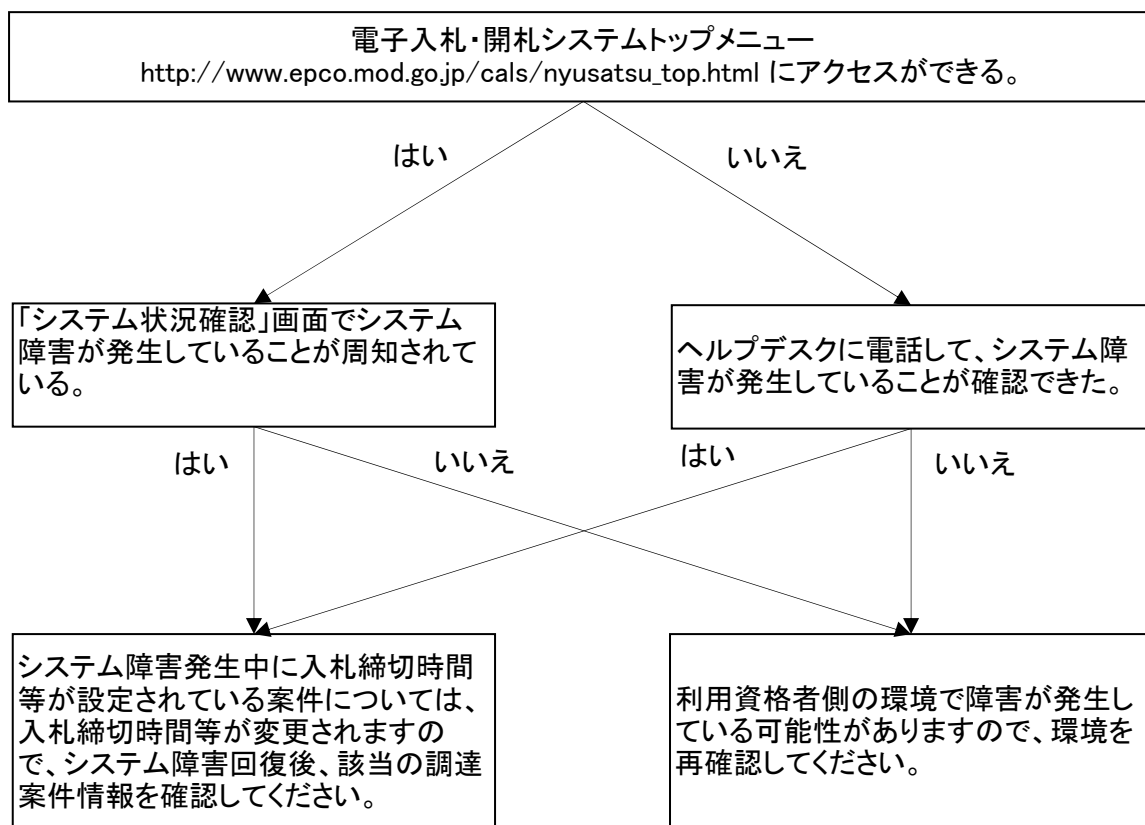 電子入札・開札システムトップメニュー
http://www.epco.mod.go.jp/cals/nyusatsu_top.html にアクセスができる。
はい
いいえ
「システム状況確認」画面でシステム
障害が発生していることが周知されて
いる。
ヘルプデスクに電話して、システム障
害が発生していることが確認できた。
はい
いいえ
はい
いいえ
システム障害発生中に入札締切時間
等が設定されている案件については、
入札締切時間等が変更されますの
で、システム障害回復後、該当の調達
案件情報を確認してください。
利用資格者側の環境で障害が発生し
ている可能性がありますので、環境を
再確認してください。